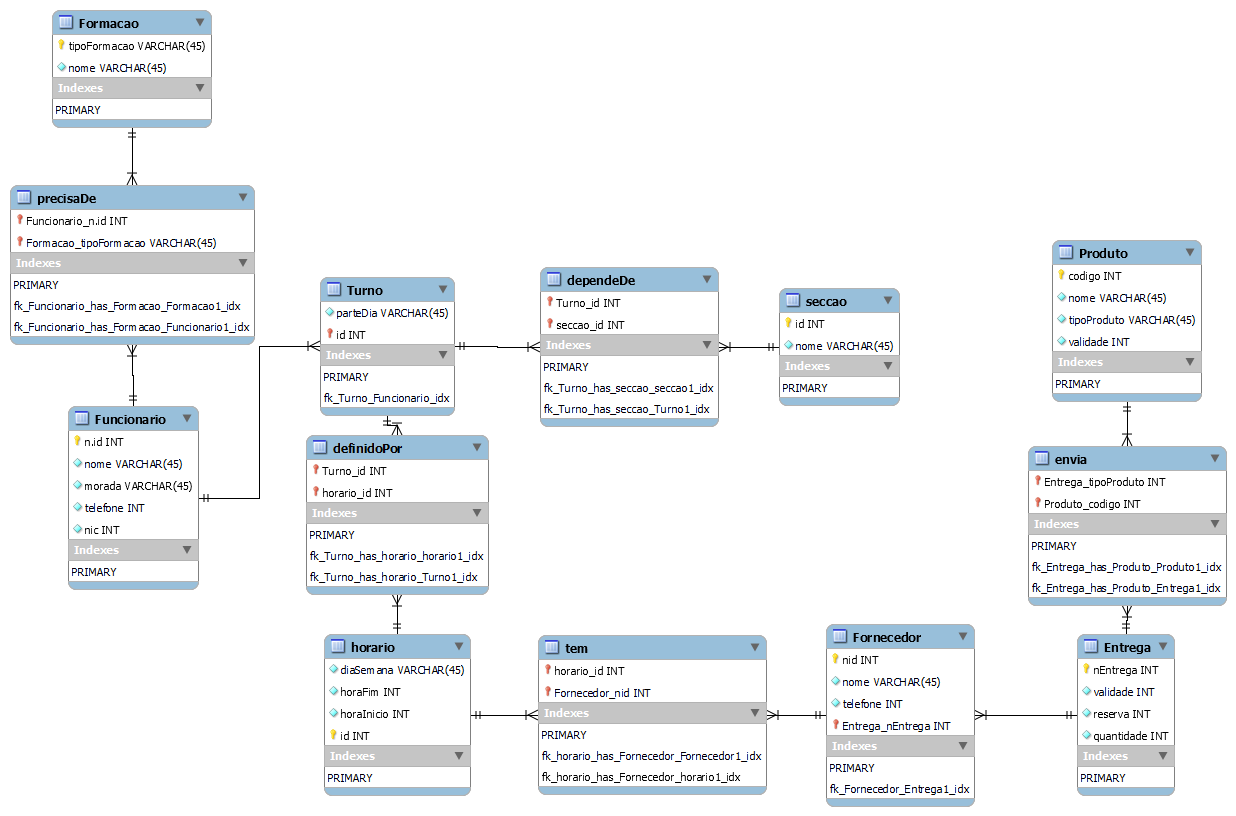 Formacao
tipoFormacao VARCHAR(45)
nome VARCHAR(45)
Indexes
PRIMARY
precisaDe
Funcionario_n.id INT
Formacao_tipoFormacao VARCHAR(45)
Indexes
PRIMARY
fk_Funcionario_has_Formacao_Formacao1_idx
fk_Funcionario_has_Formacao_Funcionario1_idx
Funcionario
n.id INT
nome VARCHAR(45)
morada VARCHAR(45)
telefone INT
nic INT
Indexes
PRIMARY
Turno
parteDia VARCHAR(45)
id INT
Indexes
PRIMARY
fk_Turno_Funcionario_idx
dependeDe
Turno_id INT
seccao_id INT
Indexes
PRIMARY
fk_Turno_has_seccao_seccao1_idx
fk_Turno_has_seccao_Turno1_idx
seccao
id INT
nome VARCHAR(45)
Indexes
PRIMARY
definidoPor
Turno_id INT
horario_id INT
Indexes
PRIMARY
fk_Turno_has_horario_horario1_idx
fk_Turno_has_horario_Turno1_idx
horario
diaSemana VARCHAR(45)
horaFim INT
horaInicio INT
id INT
Indexes
PRIMARY
tem
horario_id INT
Fornecedor_nid INT
Indexes
PRIMARY
fk_horario_has_Fornecedor_Fornecedor1_idx
fk_horario_has_Fornecedor_horario1_idx
Fornecedor
nid INT
nome VARCHAR(45)
telefone INT
Entrega_nEntrega INT
Indexes
PRIMARY
fk_Fornecedor_Entrega1_idx
Produto
codigo INT
nome VARCHAR(45)
tipoProduto VARCHAR(45)
validade INT
Indexes
PRIMARY
envia
Entrega_tipoProduto INT
Produto_codigo INT
Indexes
PRIMARY
fk_Entrega_has_Produto_Produto1_idx
fk_Entrega_has_Produto_Entrega1_idx
Entrega
nEntrega INT
validade INT
reserva INT
quantidade INT
Indexes
PRIMARY